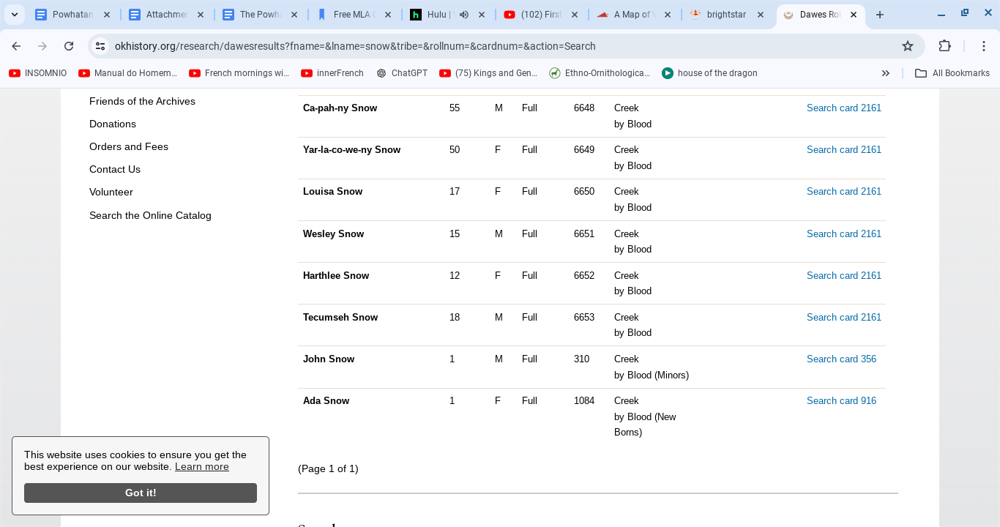 Powhatan
Attachmen
The Powha
Free MLA
Hulu |
(102) First
A Map of
brightstar
Dawes Rol
okhistory.org/research/dawesresults?fname=&lname=snow&tribe=&rollnum=&cardnum=&action=Search
INSOMNIO
Manual do Homem...
French mornings wi...
innerFrench
ChatGPT
(75) Kings and Gen...
Ethno-Ornithologica...
house of the dragon
All Bookmarks
Friends of the Archives
Donations
Orders and Fees
Contact Us
Volunteer
Search the Online Catalog
Ca-pah-ny Snow 55 M Full 6648 Creek Search card 2161
by Blood
Yar-la-co-we-ny Snow 50 F Full 6649 Creek Search card 2161
by Blood
Louisa Snow 17 F Full 6650 Creek Search card 2161
by Blood
Wesley Snow 15 M Full 6651 Creek Search card 2161
by Blood
Harthlee Snow 12 F Full 6652 Creek Search card 2161
by Blood
Tecumseh Snow 18 M Full 6653 Creek Search card 2161
by Blood
John Snow 1 M Full 310 Creek Search card 356
by Blood (Minors)
Ada Snow 1 F Full 1084 Creek Search card 916
by Blood (New
Borns)
(Page 1 of 1)
This website uses cookies to ensure you get the
best experience on our website. Learn more
Got it!